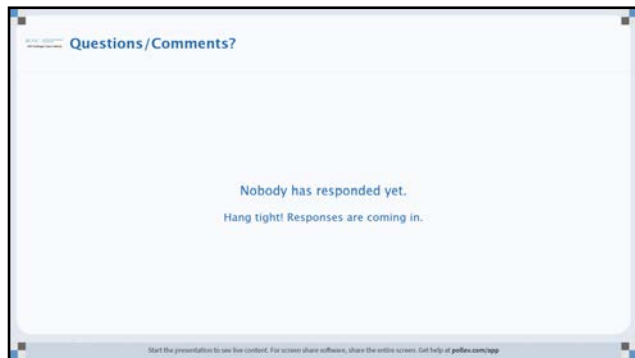 Questions/Comments?
Nobody has responded yet.
Hang tight! Responses are coming in.
Start the presentation to see live content. For screen share software, share the entire screen. Get help at pollev.com/app